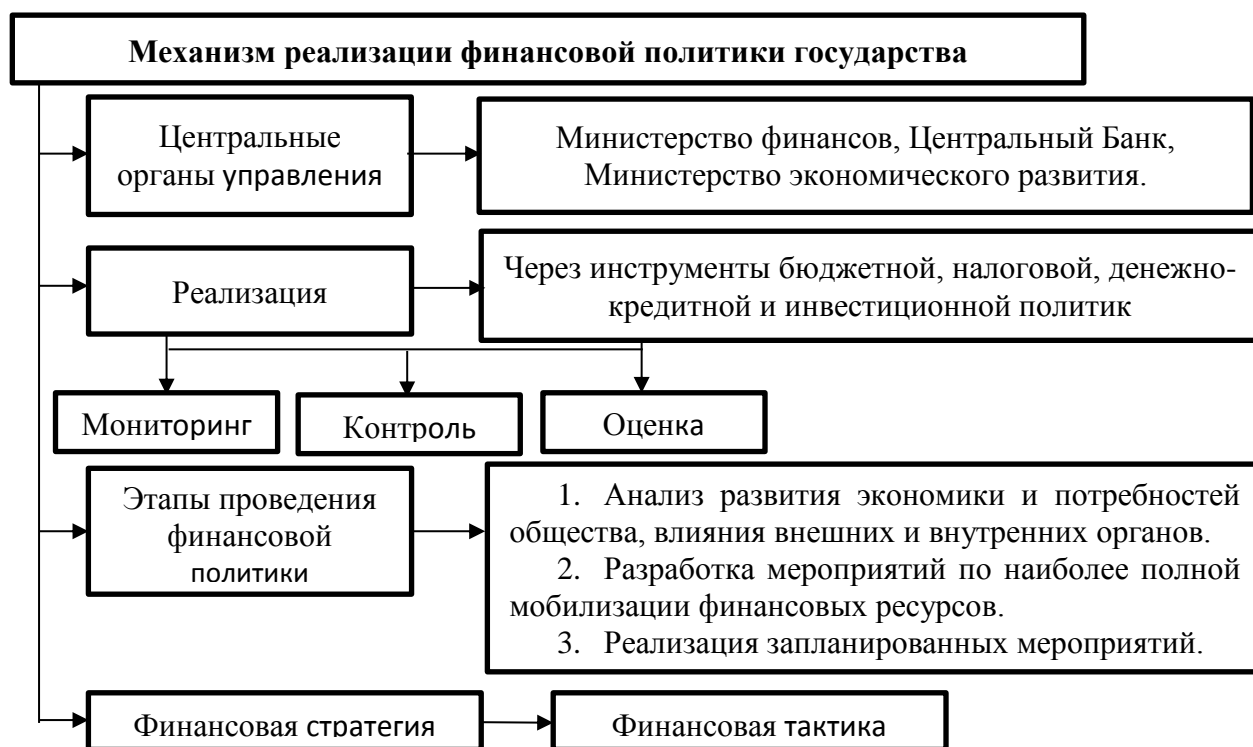 Механизм реализации финансовой политики государства
Центральные
органы управления
Министерство финансов, Центральный Банк,
Министерство экономического развития.
Реализация
Через инструменты бюджетной, налоговой, денежно-
кредитной и инвестиционной политик
Мониторинг
Контроль
Оценка
Этапы проведения
финансовой
политики
1. Анализ развития экономики и потребностей
общества, влияния внешних и внутренних органов.
2. Разработка мероприятий по наиболее полной
мобилизации финансовых ресурсов.
3. Реализация запланированных мероприятий.
Финансовая стратегия
Финансовая тактика